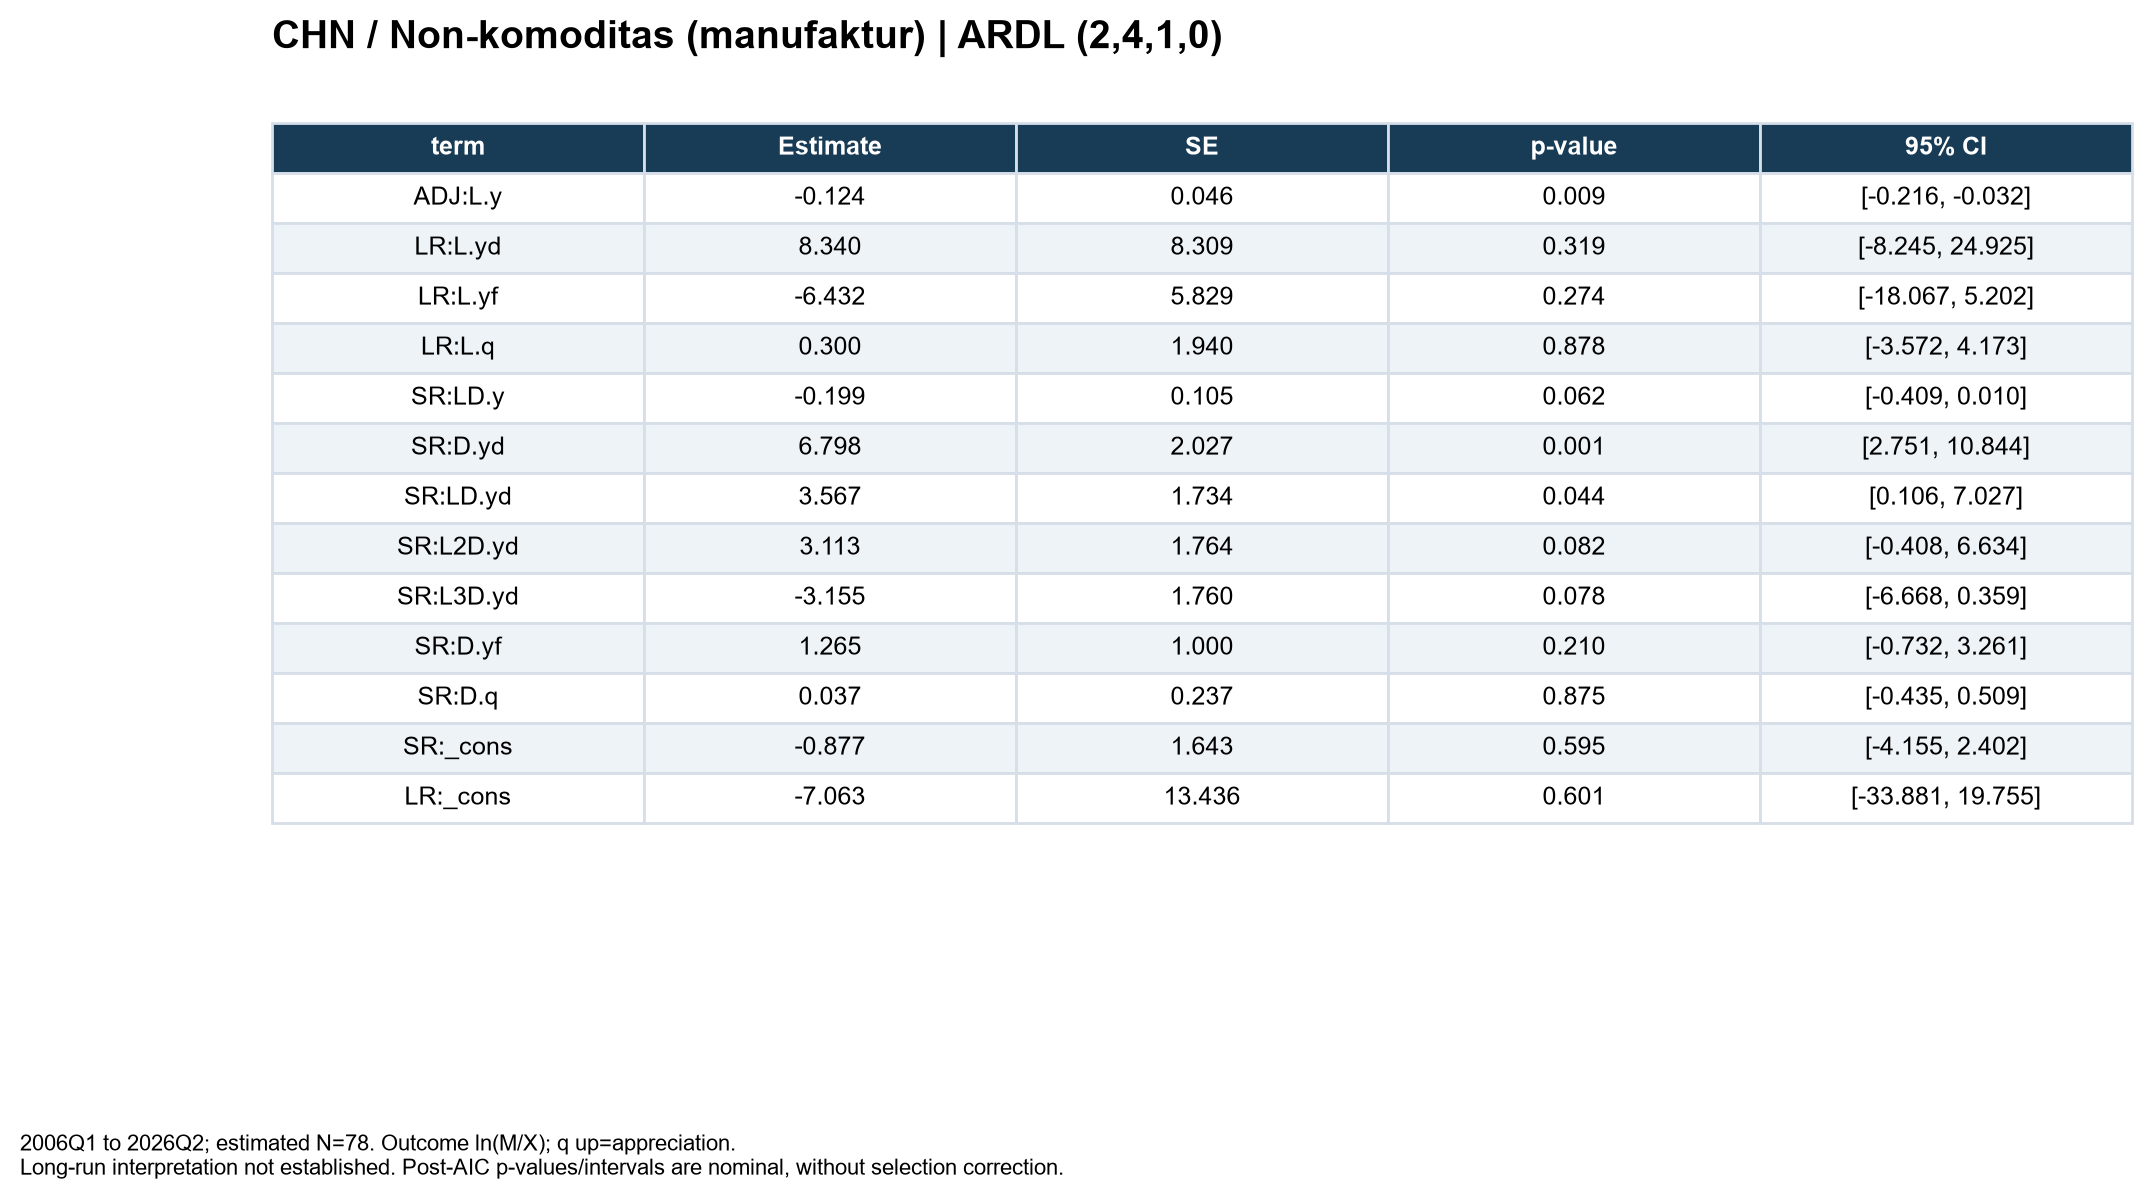 CHN / Non-komoditas (manufaktur) | ARDL (2,4,1,0)
term Estimate SE p-value 95% CI
ADJ:L.y -0.124 0.046 0.009 [-0.216, -0.032]
LR:L.yd 8.340 8.309 0.319 [-8.245, 24.925]
LR:L.yf -6.432 5.829 0.274 [-18.067, 5.202]
LR:L.q 0.300 1.940 0.878 [-3.572, 4.173]
SR:LD.y -0.199 0.105 0.062 [-0.409, 0.010]
SR:D.yd 6.798 2.027 0.001 [2.751, 10.844]
SR:LD.yd 3.567 1.734 0.044 [0.106, 7.027]
SR:L2D.yd 3.113 1.764 0.082 [-0.408, 6.634]
SR:L3D.yd -3.155 1.760 0.078 [-6.668, 0.359]
SR:D.yf 1.265 1.000 0.210 [-0.732, 3.261]
SR:D.q 0.037 0.237 0.875 [-0.435, 0.509]
SR:_cons -0.877 1.643 0.595 [-4.155, 2.402]
LR:_cons -7.063 13.436 0.601 [-33.881, 19.755]
2006Q1 to 2026Q2; estimated N=78. Outcome ln(M/X); q up=appreciation.
Long-run interpretation not established. Post-AIC p-values/intervals are nominal, without selection correction.